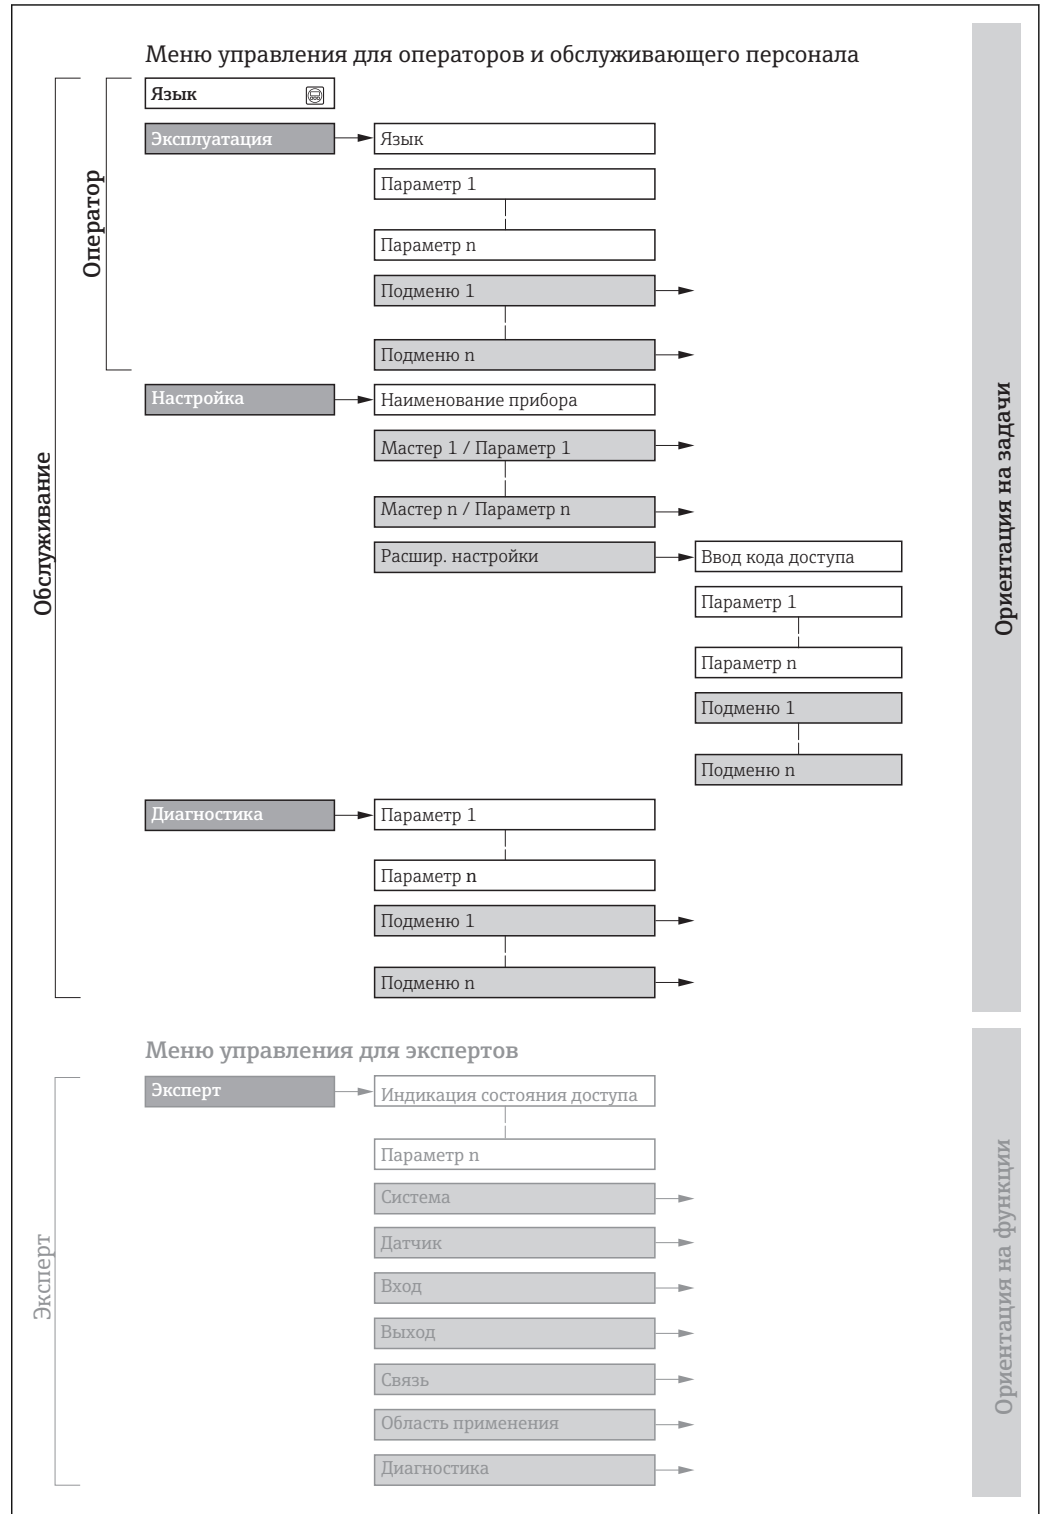 Меню управления для операторов и обслуживающего персонала
Язык
Эксплуатация
Язык
Параметр 1
Параметр n
Подменю 1
Подменю n
Оператор
Настройка
Наименование прибора
Мастер 1 / Параметр 1
Мастер n / Параметр n
Расшир. настройки
Ввод кода доступа
Параметр 1
Параметр n
Подменю 1
Подменю n
Обслуживание
Ориентация на задачи
Диагностика
Параметр 1
Параметр n
Подменю 1
Подменю n
Меню управления для экспертов
Эксперт
Индикация состояния доступа
Параметр n
Система
Датчик
Вход
Выход
Связь
Область применения
Диагностика
Эксперт
Ориентация на функции